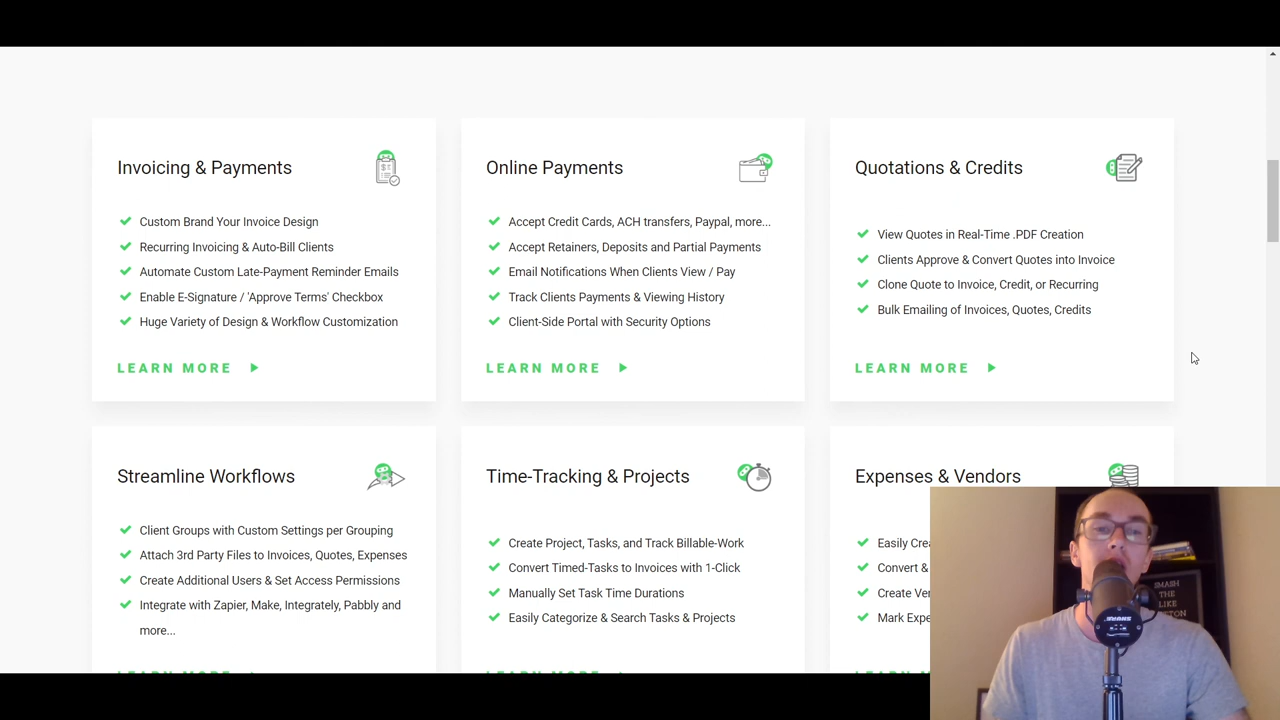 Invoicing & Payments
Custom Brand Your Invoice Design
Recurring Invoicing & Auto-Bill Clients
Automate Custom Late-Payment Reminder Emails
Enable E-Signature / 'Approve Terms' Checkbox
Huge Variety of Design & Workflow Customization
LEARN MORE
Online Payments
Accept Credit Cards, ACH transfers, Paypal, more...
Accept Retainers, Deposits and Partial Payments
Email Notifications When Clients View / Pay
Track Clients Payments & Viewing History
Client-Side Portal with Security Options
LEARN MORE
Quotations & Credits
View Quotes in Real-Time .PDF Creation
Clients Approve & Convert Quotes into Invoice
Clone Quote to Invoice, Credit, or Recurring
Bulk Emailing of Invoices, Quotes, Credits
LEARN MORE
Streamline Workflows
Client Groups with Custom Settings per Grouping
Attach 3rd Party Files to Invoices, Quotes, Expenses
Create Additional Users & Set Access Permissions
Integrate with Zapier, Make, Integrately, Pabbly and
more...
Time-Tracking & Projects
Create Project, Tasks, and Track Billable-Work
Convert Timed-Tasks to Invoices with 1-Click
Manually Set Task Time Durations
Easily Categorize & Search Tasks & Projects
Expenses & Vendors
Easily
Convert &
Mark
SMASH
THE
LIKE
SHURE